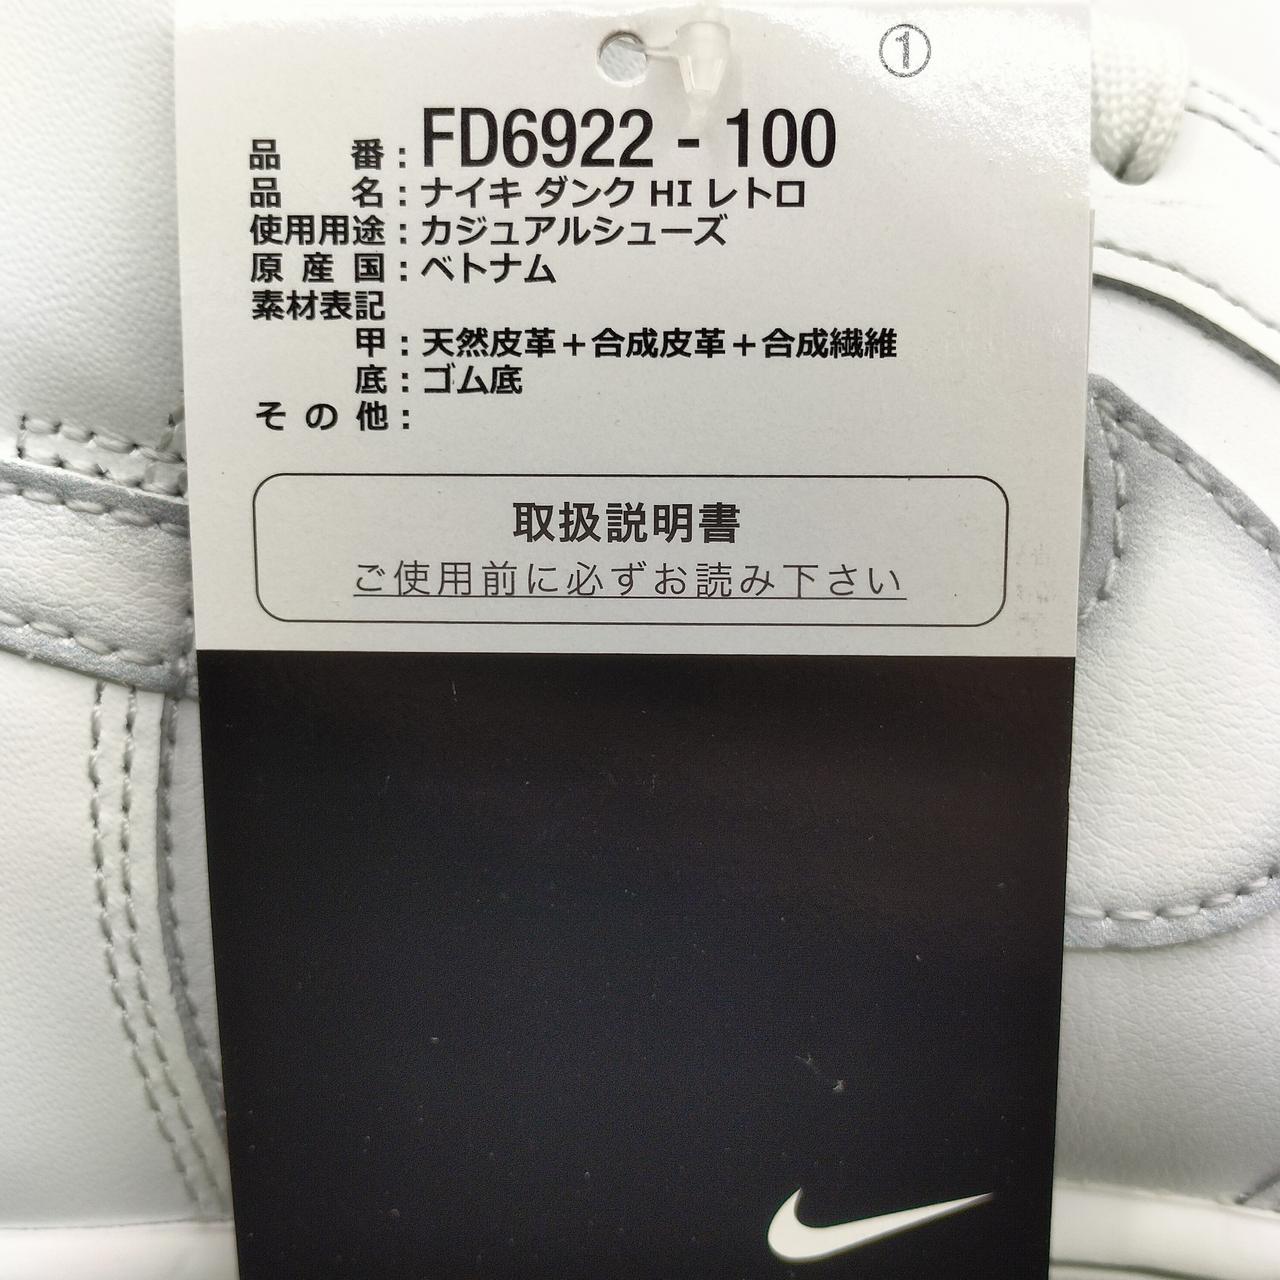 ①
品番：FD6922 - 100
品名：ナイキ ダンク HI レトロ
使用用途：カジュアルシューズ
原産国：ベトナム
素材表記
甲：天然皮革＋合成皮革＋合成繊維
底：ゴム底
その他：
取扱説明書
ご使用前に必ずお読み下さい